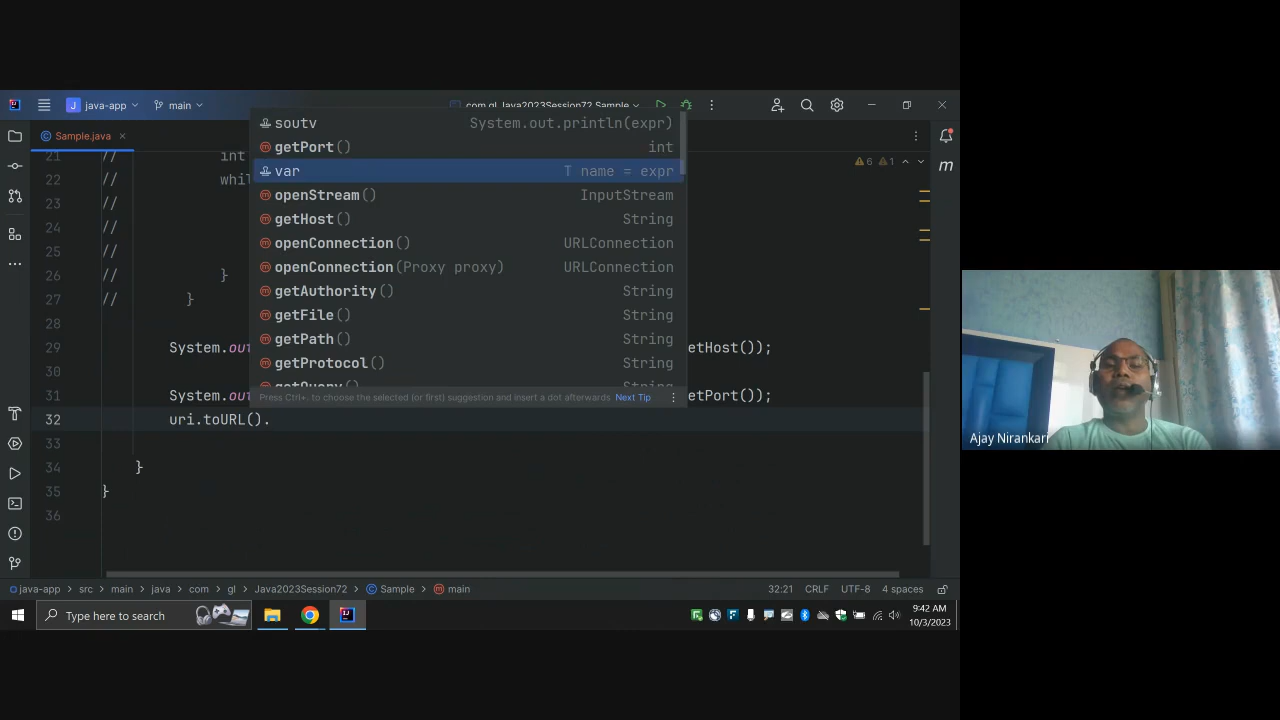 java-app
main
com.gl.Java2023Session72.Sample
Sample.java
6
1
soutv System.out.println(expr)
getPort() int
var T name = expr
openStream() InputStream
getHost() String
openConnection() URLConnection
openConnection(Proxy proxy) URLConnection
getAuthority() String
getFile() String
getPath() String
getProtocol() String
getQuery() String
Press Ctrl+. to choose the selected (or first) suggestion and insert a dot afterwards Next Tip
21 // int
22 // whil
23 //
24 //
25 //
26 // }
27 // }
28
29 System.out etHost());
30
31 System.out etPort());
32 uri.toURL().
33
34 }
35 }
36
java-app > src > main > java > com > gl > Java2023Session72 > Sample > main
32:21 CRLF UTF-8 4 spaces
Type here to search
9:42 AM
10/3/2023
Ajay Nirankari